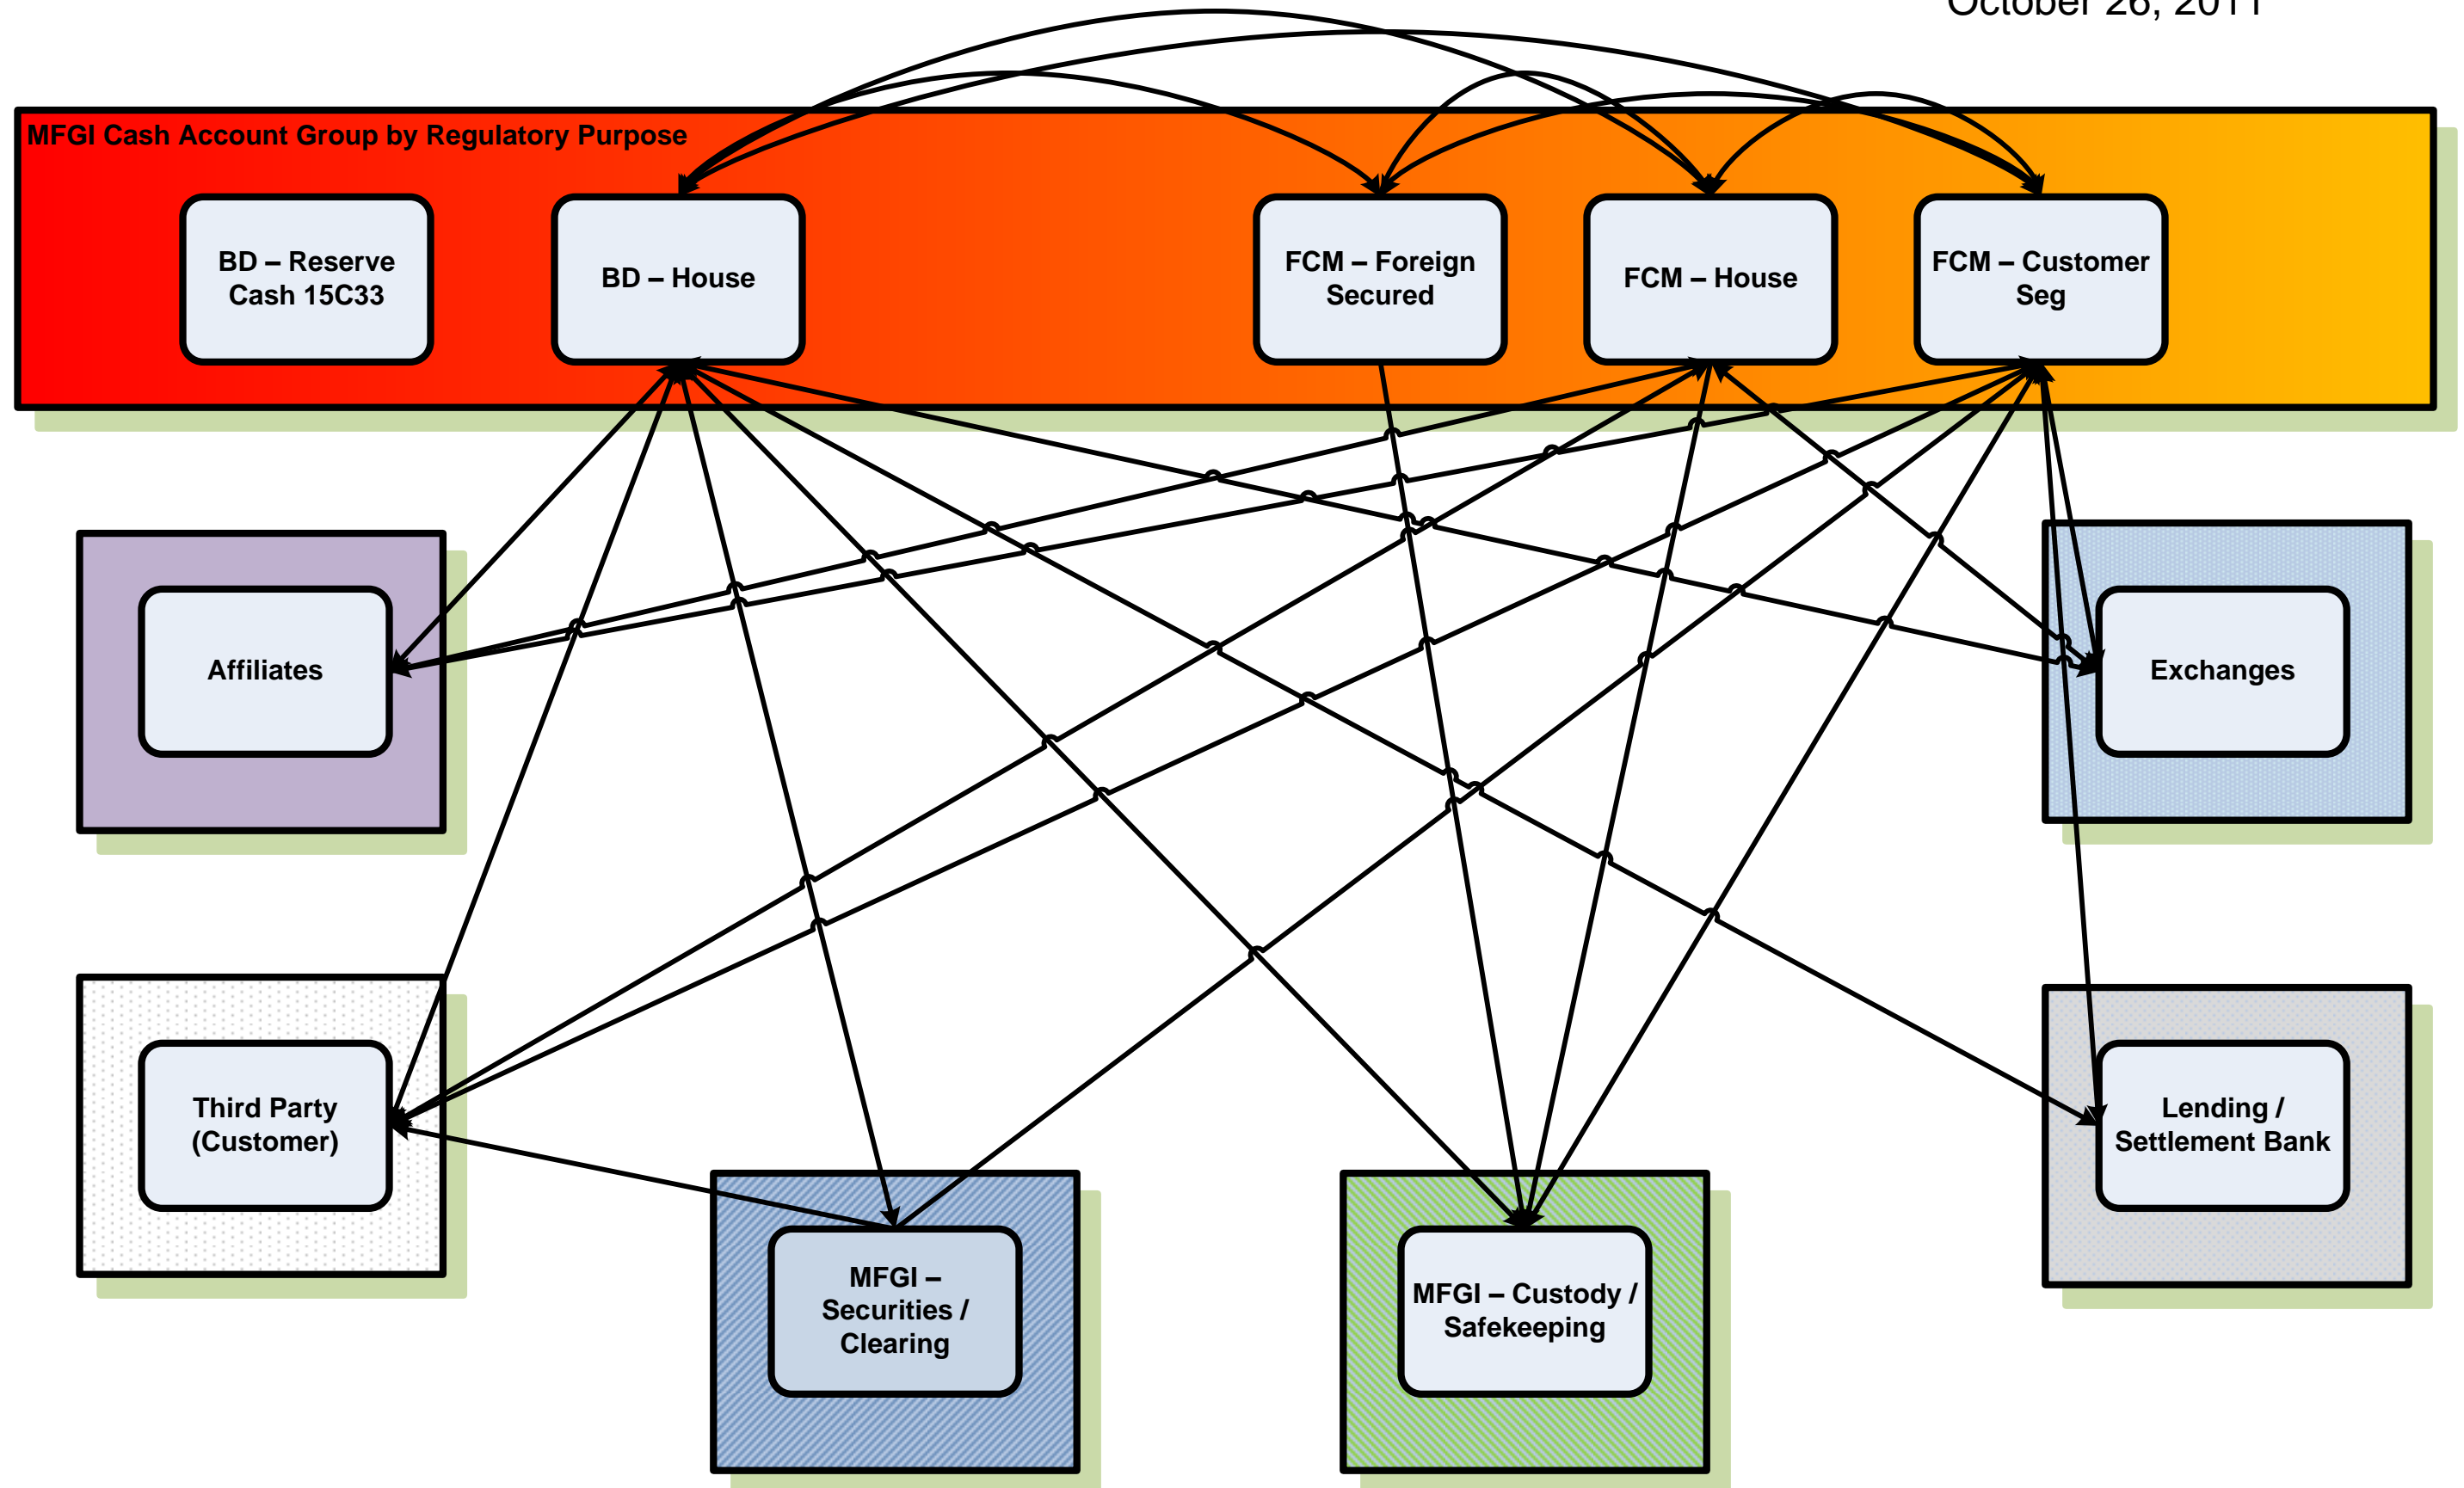 October 26, 2011
MFGI Cash Account Group by Regulatory Purpose
BD – Reserve
Cash 15C33
BD – House
FCM – Foreign
Secured
FCM – House
FCM – Customer
Seg
Affiliates
Exchanges
Third Party
(Customer)
Lending /
Settlement Bank
MFGI –
Securities /
Clearing
MFGI – Custody /
Safekeeping